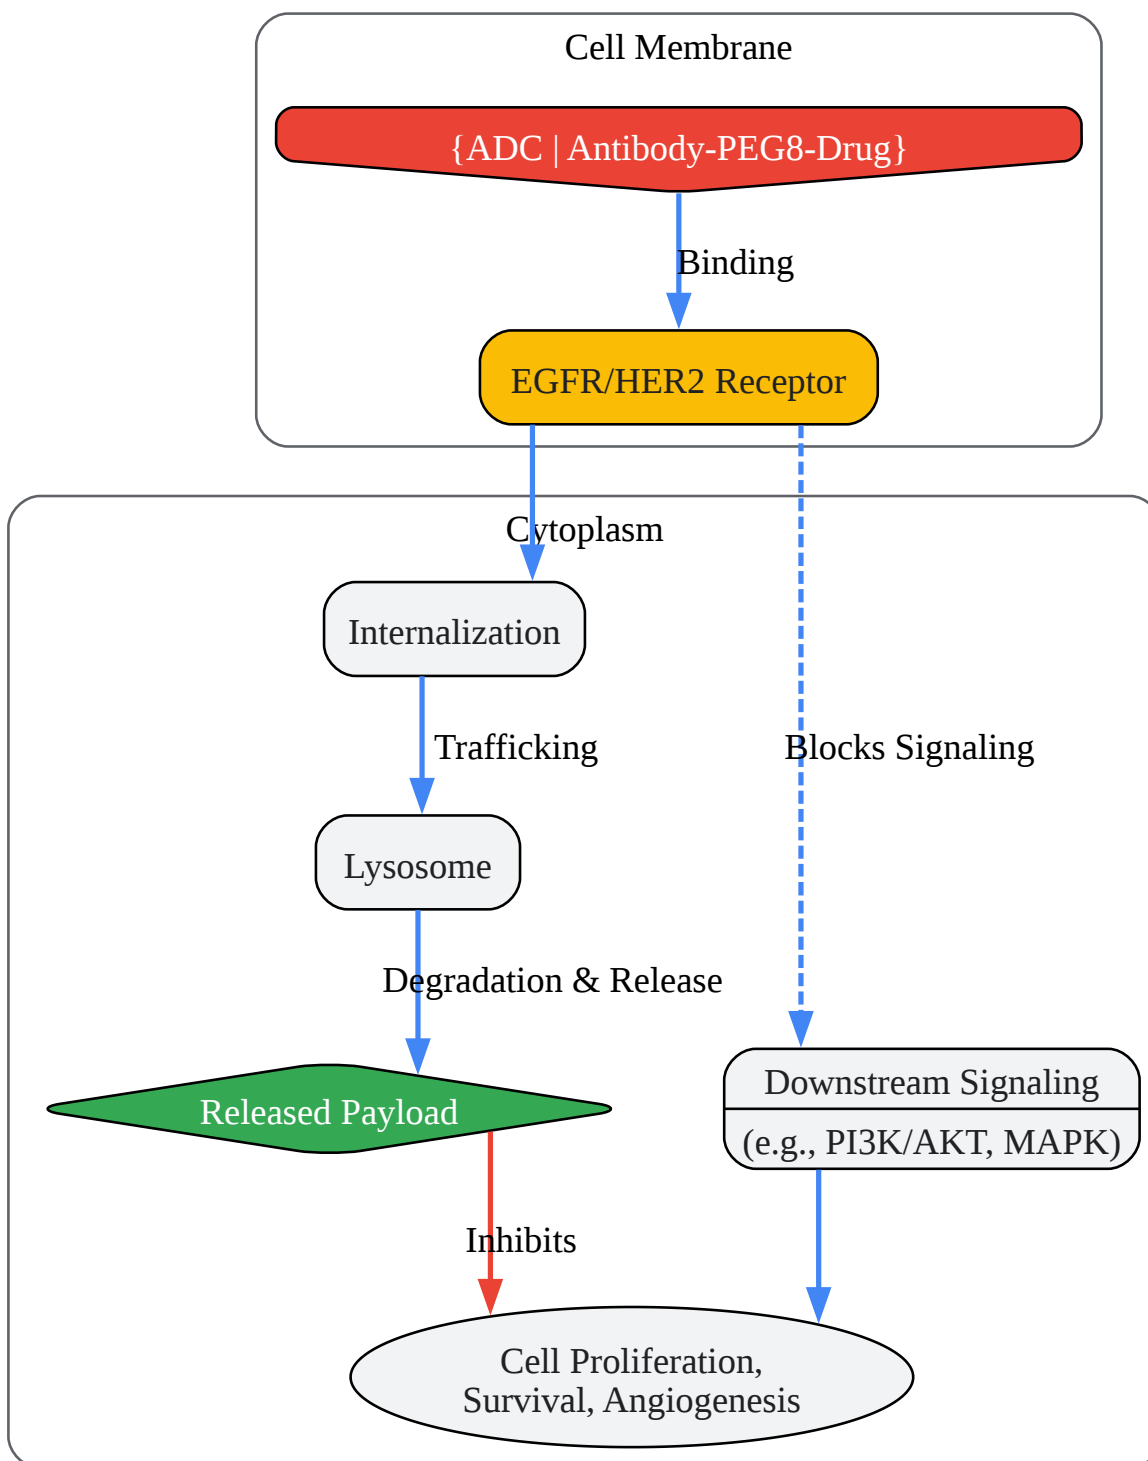 Cell Membrane
{ADC | Antibody-PEG8-Drug}
Binding
EGFR/HER2 Receptor
Cytoplasm
Internalization
Trafficking
Blocks Signaling
Lysosome
Degradation & Release
Released Payload
Downstream Signaling
(e.g., PI3K/AKT, MAPK)
Inhibits
Cell Proliferation,
Survival, Angiogenesis